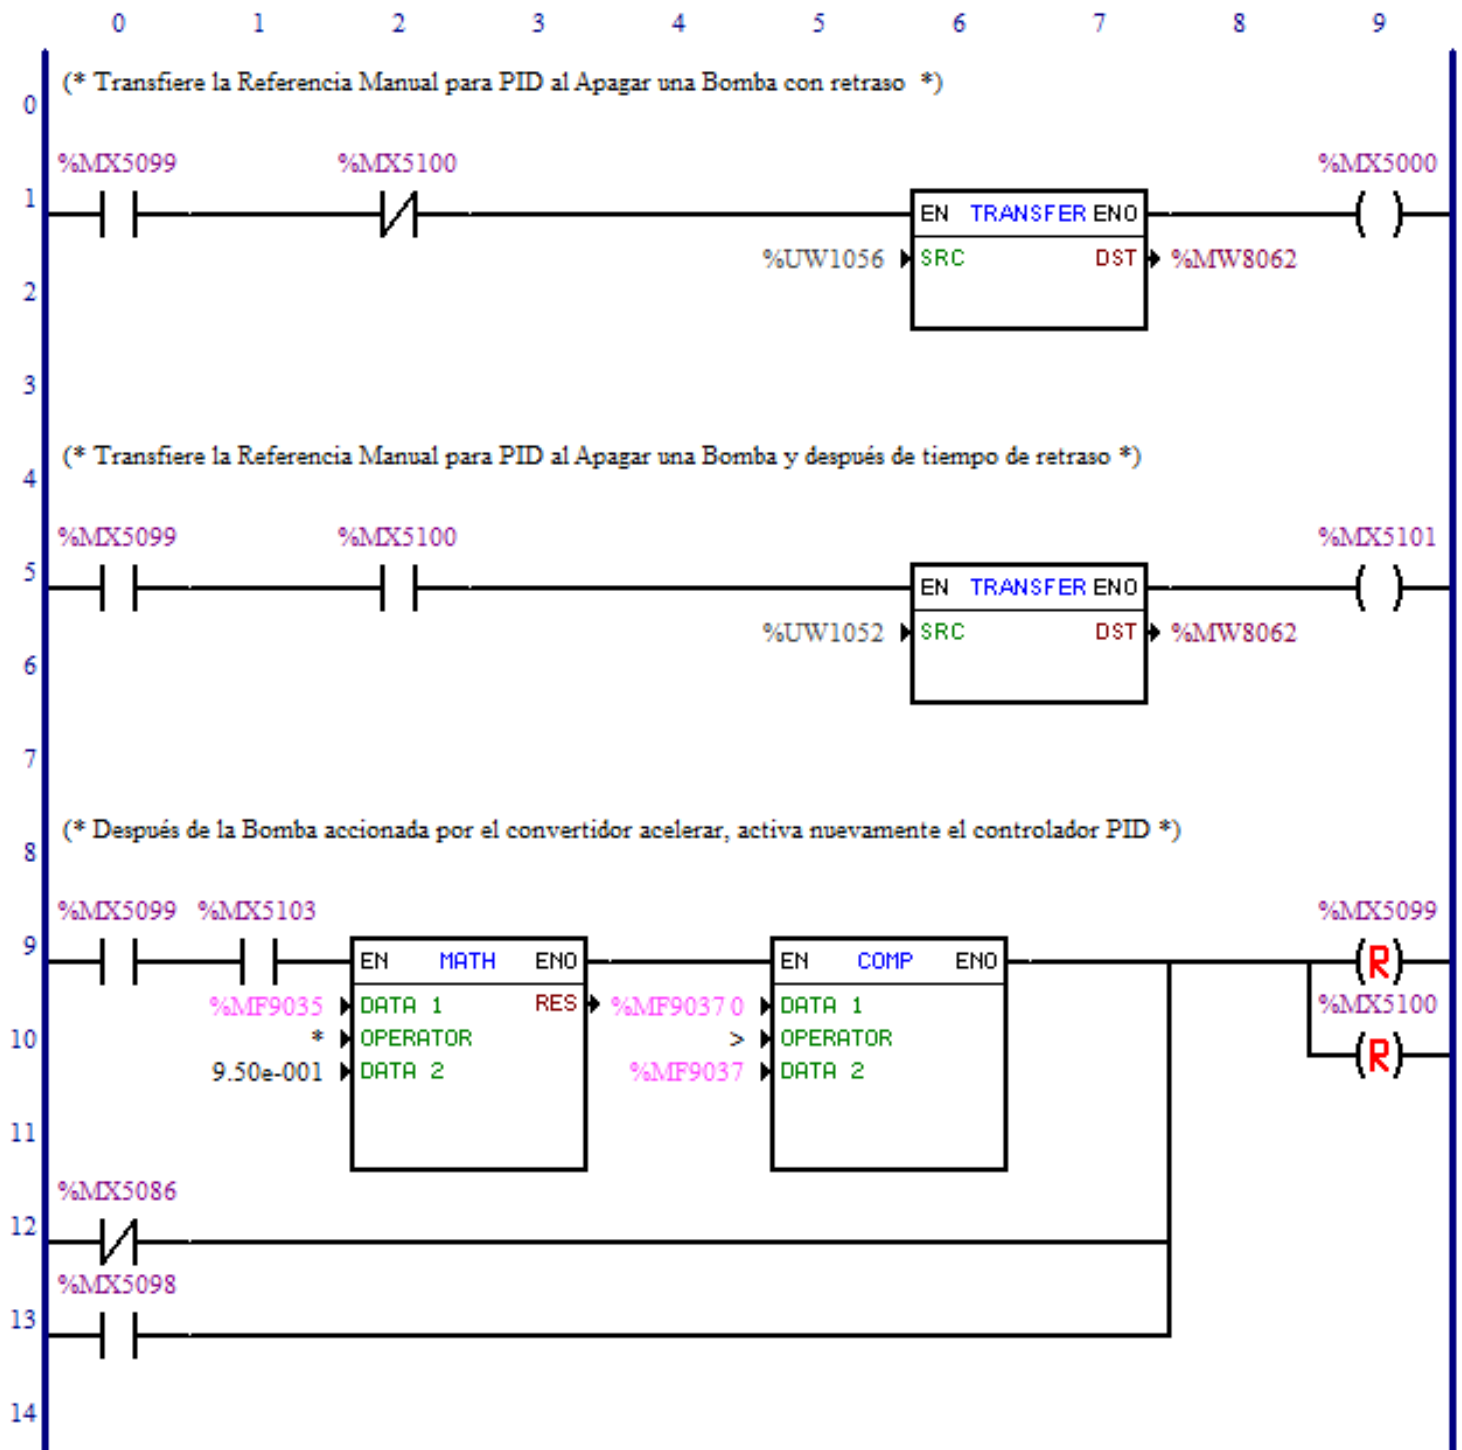 0 1 2 3 4 5 6 7 8 9
(* Transfiere la Referencia Manual para PID al Apagar una Bomba con retraso *)
0
%MX5099 %MX5100 %MX5000
1
EN TRANSFER ENO
%UW1056 SRC DST %MW8062
2
3
(* Transfiere la Referencia Manual para PID al Apagar una Bomba y después de tiempo de retraso *)
4
%MX5099 %MX5100 %MX5101
5
EN TRANSFER ENO
%UW1052 SRC DST %MW8062
6
7
(* Después de la Bomba accionada por el convertidor acelerar, activa nuevamente el controlador PID *)
8
%MX5099 %MX5103 %MX5099
9
EN MATH ENO EN COMP ENO R
%MF9035 DATA 1 RES %MF9037 0 DATA 1 %MX5100
10 * OPERATOR > OPERATOR R
9.50e-001 DATA 2 %MF9037 DATA 2
11
%MX5086
12
%MX5098
13
14